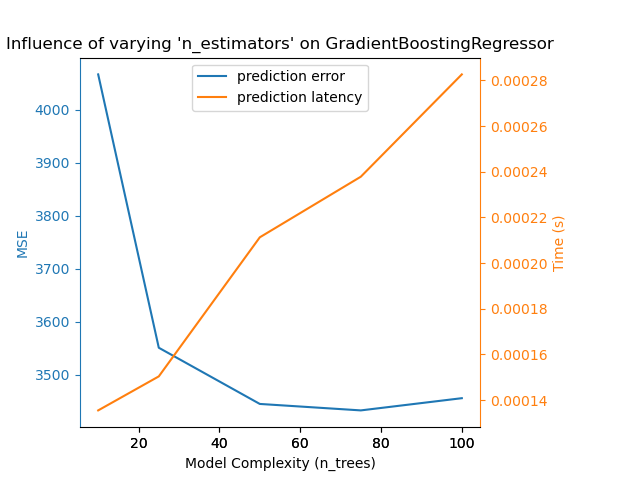 Influence of varying 'n_estimators' on GradientBoostingRegressor
prediction error
prediction latency
4000
3900
3800
3700
3600
3500
MSE
0.00028
0.00026
0.00024
0.00022
0.00020
0.00018
0.00016
0.00014
Time (s)
20 40 60 80 100
Model Complexity (n_trees)